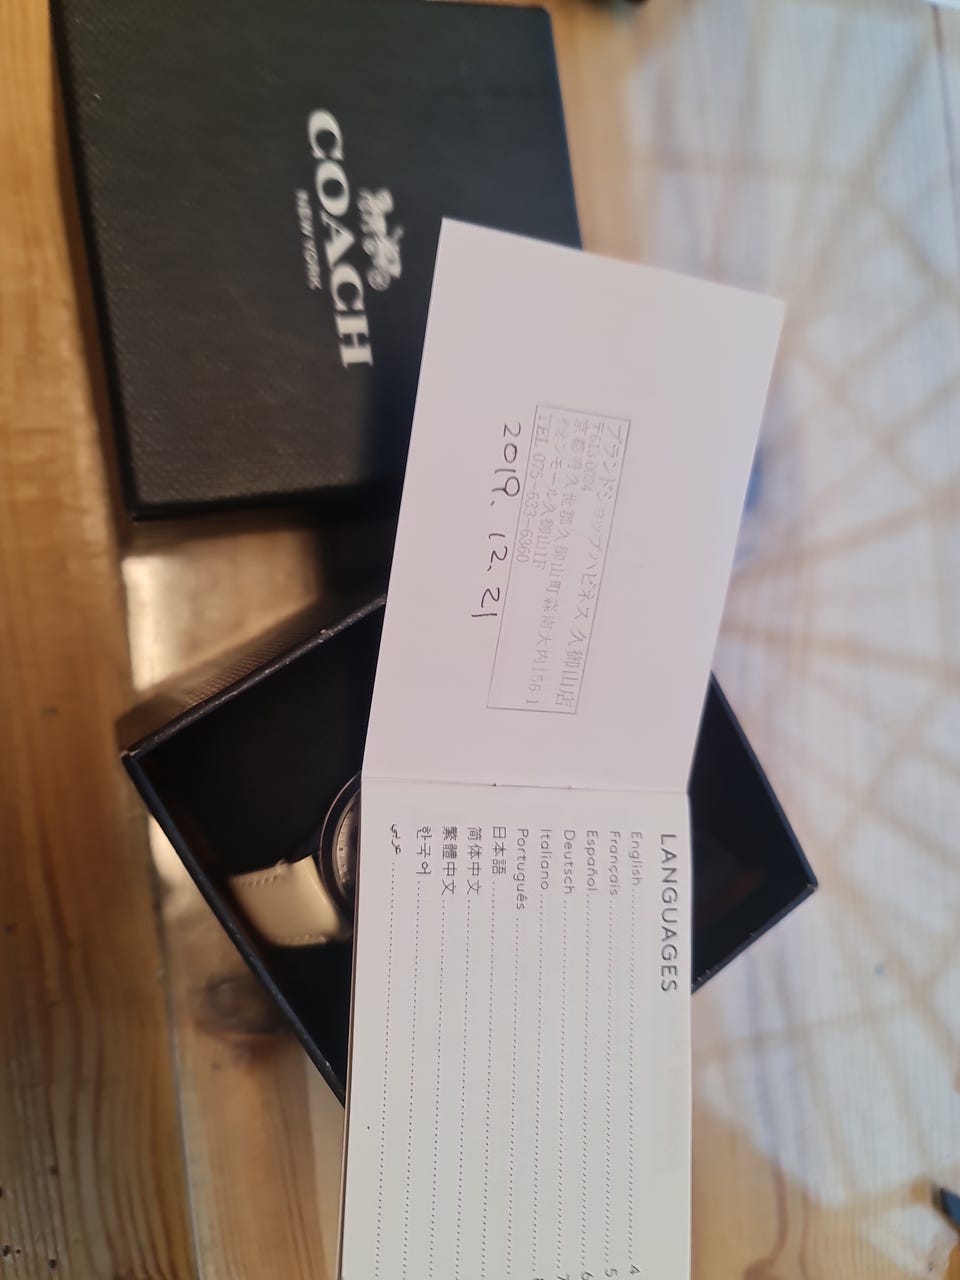 COACH
NEW YORK
ブランドショップハピネス 久御山店
〒613-0024
京都府久世郡久御山町森南大内156-1
イオンモール久御山1F
TEL 075-633-6360
2019. 12. 21
LANGUAGES
English 4
Français 5
Español 6
Deutsch 7
Italiano
Português
日本語
简体中文
繁體中文
한국어
عربي